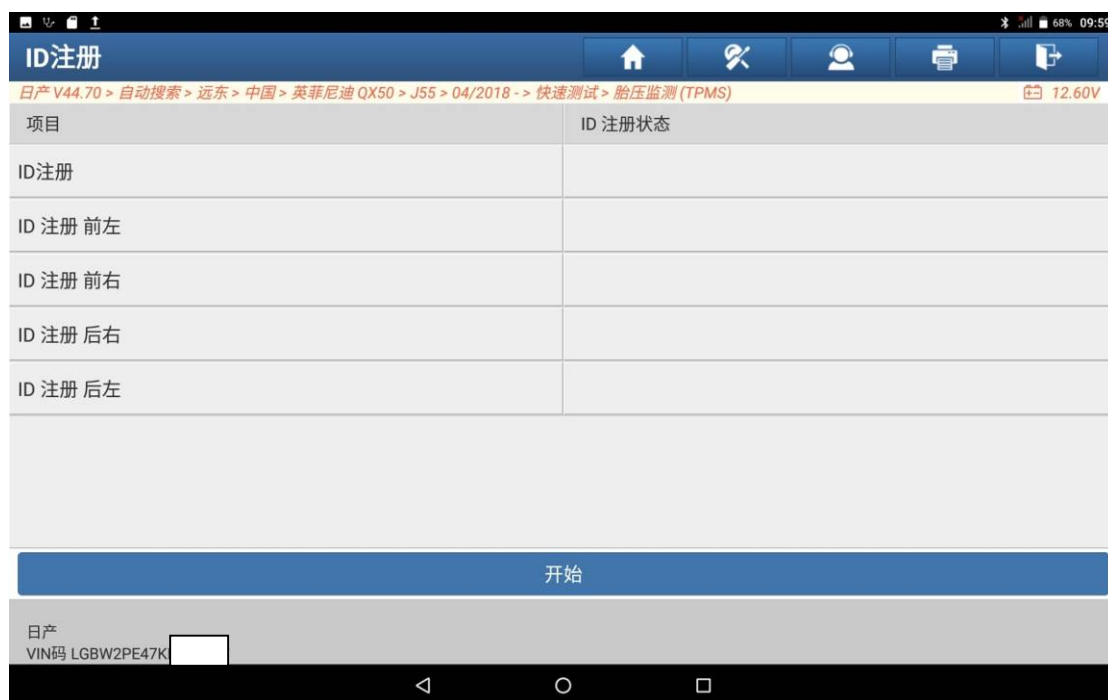 68% 09:59
ID注册
日产 V44.70 > 自动搜索 > 远东 > 中国 > 英菲尼迪 QX50 > J55 > 04/2018 - > 快速测试 > 胎压监测 (TPMS) 12.60V
项目 ID 注册状态
ID注册
ID 注册 前左
ID 注册 前右
ID 注册 后右
ID 注册 后左
开始
日产
VIN码 LGBW2PE47K